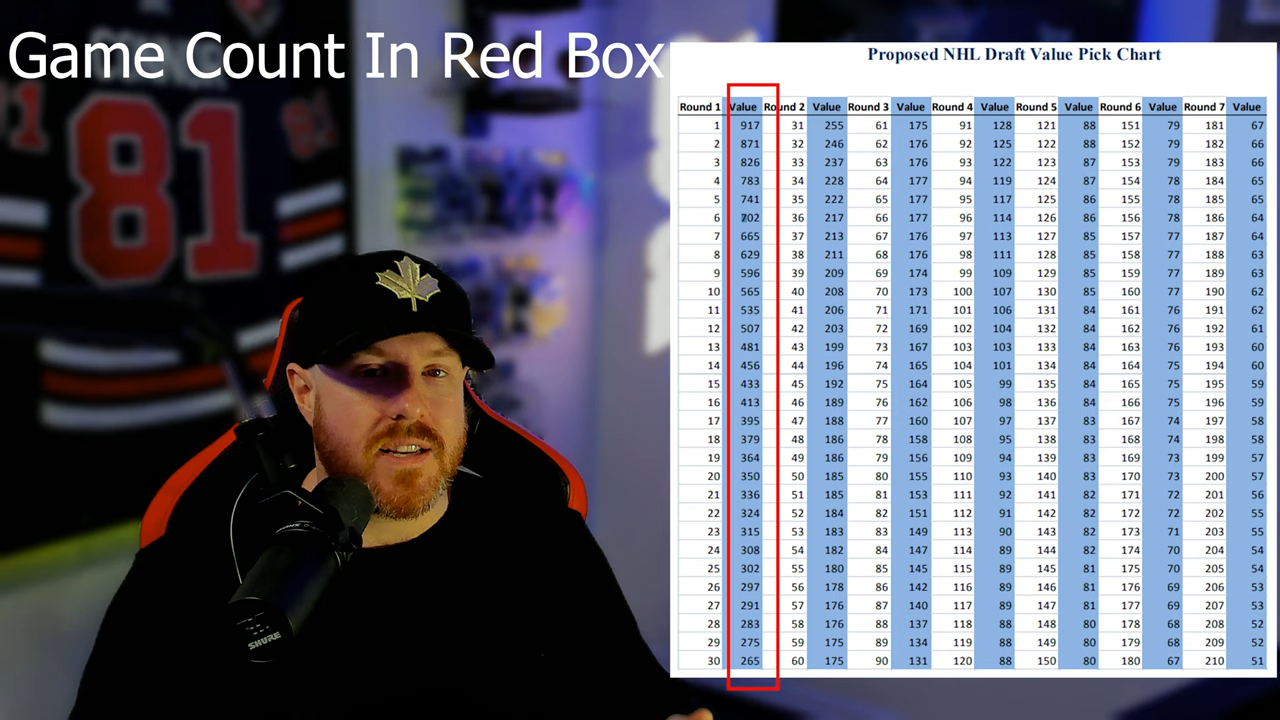 Game Count In Red Box
Proposed NHL Draft Value Pick Chart
Round 1 Value Round 2 Value Round 3 Value Round 4 Value Round 5 Value Round 6 Value Round 7 Value
1 917 31 255 61 175 91 128 121 88 151 79 181 67
2 871 32 246 62 176 92 125 122 88 152 79 182 66
3 826 33 237 63 176 93 122 123 87 153 79 183 66
4 783 34 228 64 177 94 119 124 87 154 78 184 65
5 741 35 222 65 177 95 117 125 86 155 78 185 65
6 702 36 217 66 177 96 114 126 86 156 78 186 64
7 665 37 213 67 176 97 113 127 85 157 77 187 64
8 629 38 211 68 176 98 111 128 85 158 77 188 63
9 596 39 209 69 174 99 109 129 85 159 77 189 63
10 565 40 208 70 173 100 107 130 85 160 77 190 62
11 535 41 206 71 171 101 106 131 84 161 76 191 62
12 507 42 203 72 169 102 104 132 84 162 76 192 61
13 481 43 199 73 167 103 103 133 84 163 76 193 60
14 456 44 196 74 165 104 101 134 84 164 75 194 60
15 433 45 192 75 164 105 99 135 84 165 75 195 59
16 413 46 189 76 162 106 98 136 84 166 75 196 59
17 395 47 188 77 160 107 97 137 83 167 74 197 58
18 379 48 186 78 158 108 95 138 83 168 74 198 58
19 364 49 186 79 156 109 94 139 83 169 73 199 57
20 350 50 185 80 155 110 93 140 83 170 73 200 57
21 336 51 185 81 153 111 92 141 82 171 72 201 56
22 324 52 184 82 151 112 91 142 82 172 72 202 55
23 315 53 183 83 149 113 90 143 82 173 71 203 55
24 308 54 182 84 147 114 89 144 82 174 70 204 54
25 302 55 180 85 145 115 89 145 81 175 70 205 54
26 297 56 178 86 142 116 89 146 81 176 69 206 53
27 291 57 176 87 140 117 89 147 81 177 69 207 53
28 283 58 176 88 137 118 88 148 80 178 68 208 52
29 275 59 175 89 134 119 88 149 80 179 68 209 52
30 265 60 175 90 131 120 88 150 80 180 67 210 51
81
81
SHURE